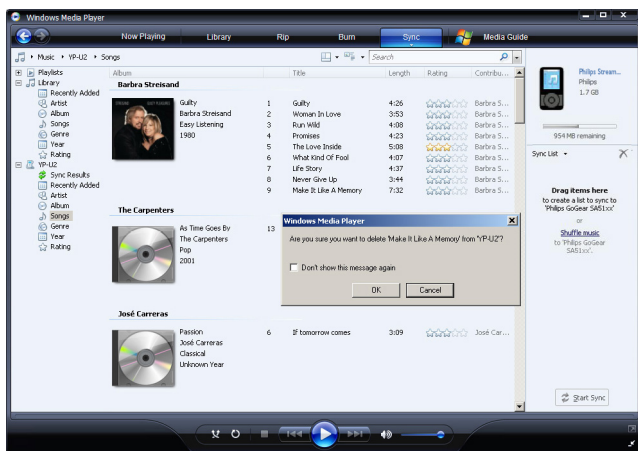 Windows Media Player
Now Playing Library Rip Burn Sync Media Guide
Music YP-U2 Songs Search
Playlists
Library
Recently Added
Artist
Album
Songs
Genre
Year
Rating
YP-U2
Sync Results
Recently Added
Artist
Album
Songs
Genre
Year
Rating
Album Title Length Rating Contribu...
Barbra Streisand
Guilty
Barbra Streisand
Easy Listening
1980
1 Guilty 4:26 Barbra S...
2 Woman In Love 3:53 Barbra S...
3 Run Wild 4:08 Barbra S...
4 Promises 4:23 Barbra S...
5 The Love Inside 5:08 Barbra S...
6 What Kind Of Fool 4:07 Barbra S...
7 Life Story 4:37 Barbra S...
8 Never Give Up 3:44 Barbra S...
9 Make It Like A Memory 7:32 Barbra S...
The Carpenters
As Time Goes By
The Carpenters
Pop
2001
13
Windows Media Player
Are you sure you want to delete 'Make It Like A Memory' from 'YP-U2'?
Don't show this message again
OK Cancel
José Carreras
Passion
José Carreras
Classical
Unknown Year
6 If tomorrow comes 3:09 José Car...
Philips Stream...
Philips
1.7 GB
954 MB remaining
Sync List
Drag items here
to create a list to sync to
'Philips GoGear SA51xx'
or
Shuffle music
to 'Philips GoGear
SA51xx'.
Start Sync